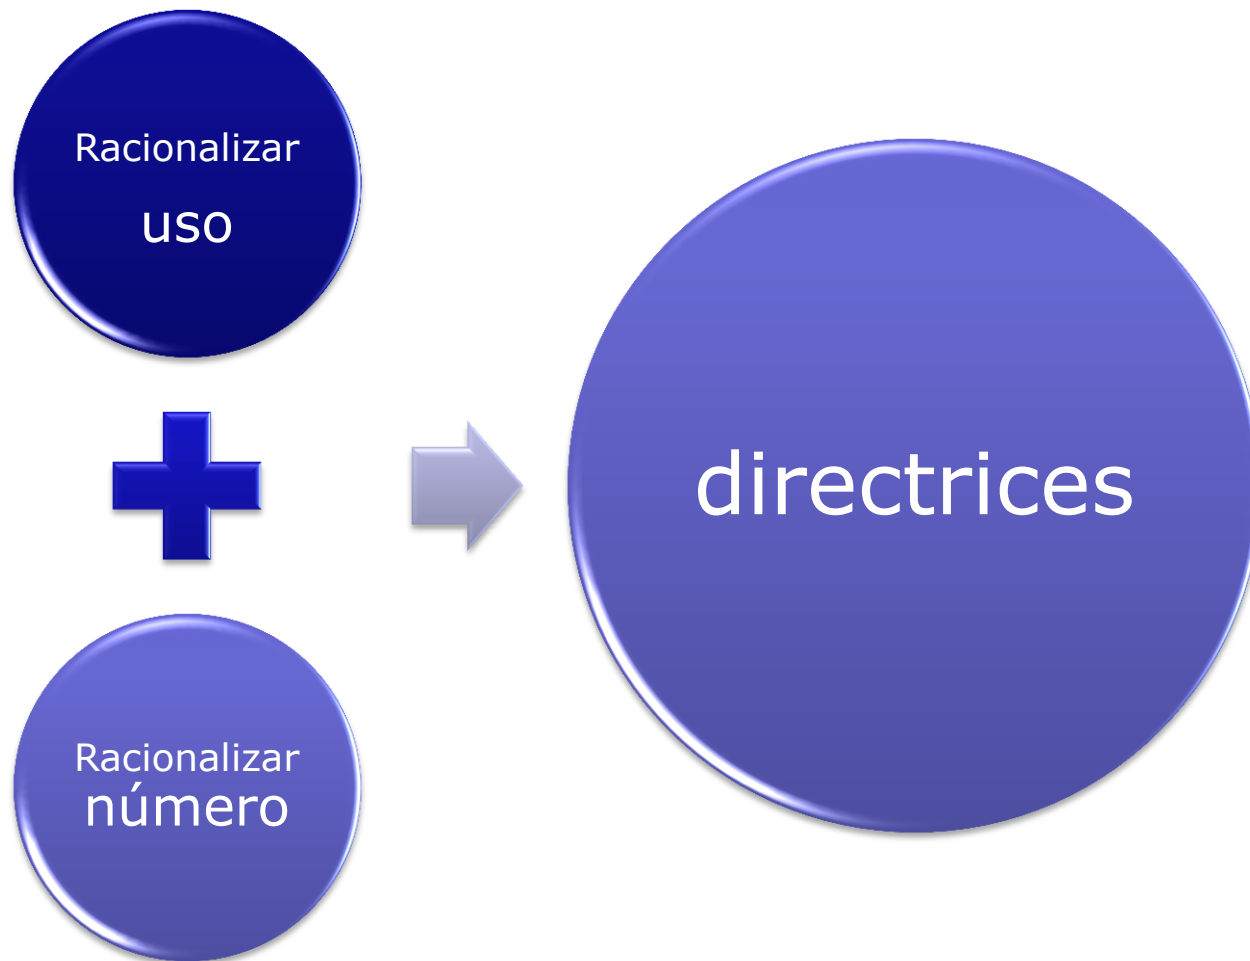 Racionalizar
uso
Racionalizar
número
directrices